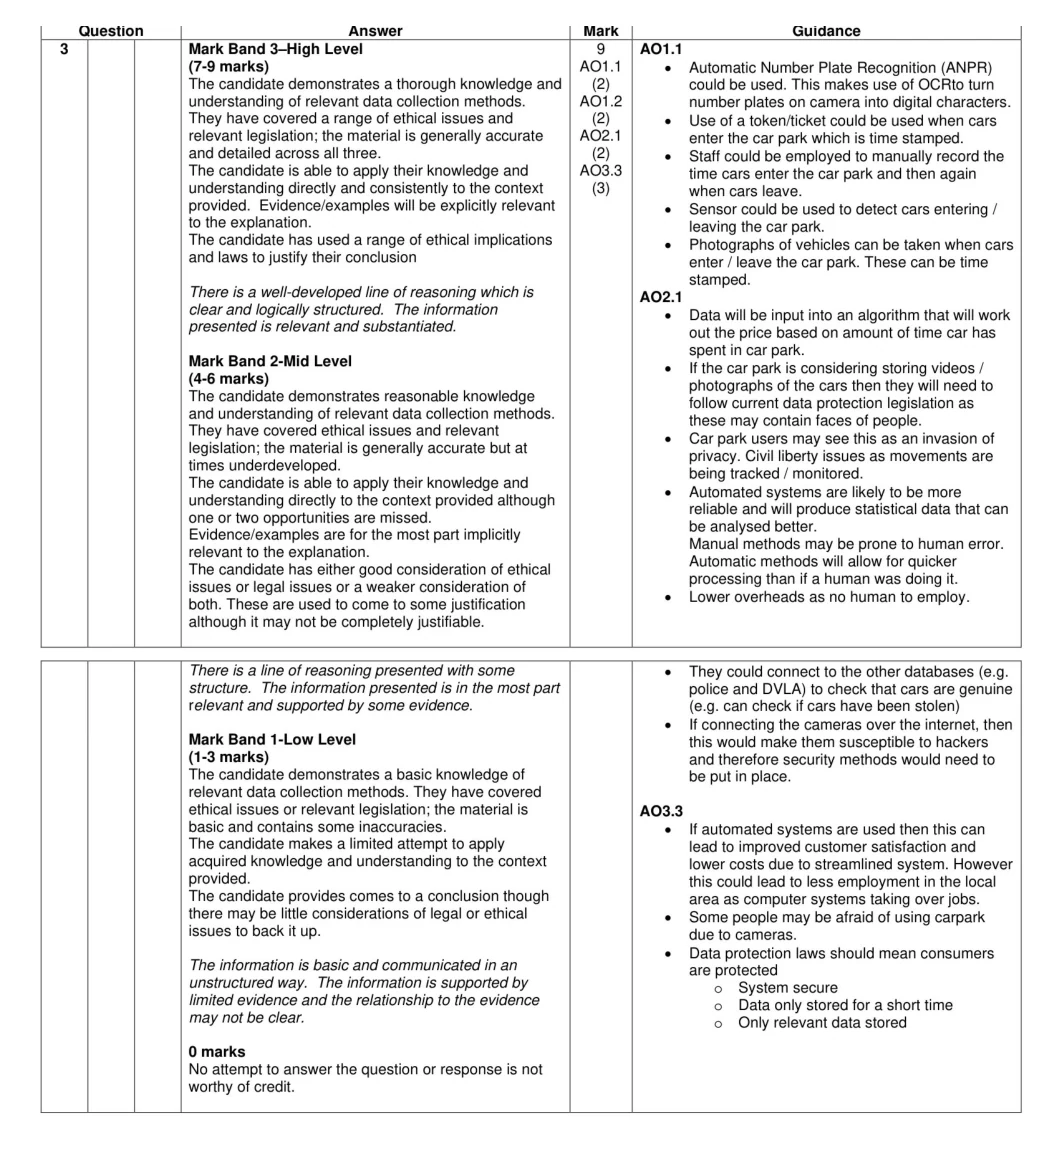 Question Answer Mark Guidance
3
Mark Band 3–High Level
(7-9 marks)
The candidate demonstrates a thorough knowledge and
understanding of relevant data collection methods.
They have covered a range of ethical issues and
relevant legislation; the material is generally accurate
and detailed across all three.
The candidate is able to apply their knowledge and
understanding directly and consistently to the context
provided.  Evidence/examples will be explicitly relevant
to the explanation.
The candidate has used a range of ethical implications
and laws to justify their conclusion
There is a well-developed line of reasoning which is
clear and logically structured.  The information
presented is relevant and substantiated.
Mark Band 2-Mid Level
(4-6 marks)
The candidate demonstrates reasonable knowledge
and understanding of relevant data collection methods.
They have covered ethical issues and relevant
legislation; the material is generally accurate but at
times underdeveloped.
The candidate is able to apply their knowledge and
understanding directly to the context provided although
one or two opportunities are missed.
Evidence/examples are for the most part implicitly
relevant to the explanation.
The candidate has either good consideration of ethical
issues or legal issues or a weaker consideration of
both. These are used to come to some justification
although it may not be completely justifiable.
9
AO1.1
(2)
AO1.2
(2)
AO2.1
(2)
AO3.3
(3)
AO1.1
• Automatic Number Plate Recognition (ANPR)
could be used. This makes use of OCRto turn
number plates on camera into digital characters.
• Use of a token/ticket could be used when cars
enter the car park which is time stamped.
• Staff could be employed to manually record the
time cars enter the car park and then again
when cars leave.
• Sensor could be used to detect cars entering /
leaving the car park.
• Photographs of vehicles can be taken when cars
enter / leave the car park. These can be time
stamped.
AO2.1
• Data will be input into an algorithm that will work
out the price based on amount of time car has
spent in car park.
• If the car park is considering storing videos /
photographs of the cars then they will need to
follow current data protection legislation as
these may contain faces of people.
• Car park users may see this as an invasion of
privacy. Civil liberty issues as movements are
being tracked / monitored.
• Automated systems are likely to be more
reliable and will produce statistical data that can
be analysed better.
Manual methods may be prone to human error.
Automatic methods will allow for quicker
processing than if a human was doing it.
• Lower overheads as no human to employ.
There is a line of reasoning presented with some
structure.  The information presented is in the most part
relevant and supported by some evidence.
Mark Band 1-Low Level
(1-3 marks)
The candidate demonstrates a basic knowledge of
relevant data collection methods. They have covered
ethical issues or relevant legislation; the material is
basic and contains some inaccuracies.
The candidate makes a limited attempt to apply
acquired knowledge and understanding to the context
provided.
The candidate provides comes to a conclusion though
there may be little considerations of legal or ethical
issues to back it up.
The information is basic and communicated in an
unstructured way.  The information is supported by
limited evidence and the relationship to the evidence
may not be clear.
0 marks
No attempt to answer the question or response is not
worthy of credit.
• They could connect to the other databases (e.g.
police and DVLA) to check that cars are genuine
(e.g. can check if cars have been stolen)
• If connecting the cameras over the internet, then
this would make them susceptible to hackers
and therefore security methods would need to
be put in place.
AO3.3
• If automated systems are used then this can
lead to improved customer satisfaction and
lower costs due to streamlined system. However
this could lead to less employment in the local
area as computer systems taking over jobs.
• Some people may be afraid of using carpark
due to cameras.
• Data protection laws should mean consumers
are protected
o System secure
o Data only stored for a short time
o Only relevant data stored